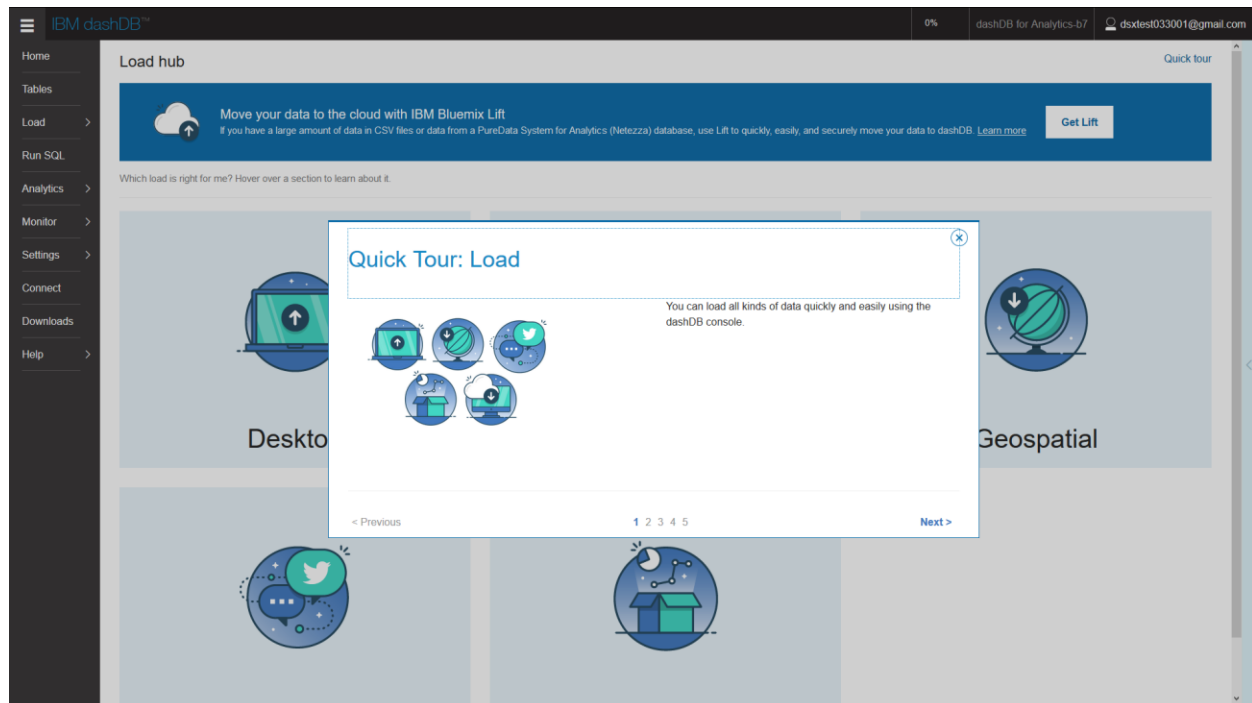 IBM dashDB™
0%
dashDB for Analytics-b7
dsxtest033001@gmail.com
Home
Tables
Load
Run SQL
Analytics
Monitor
Settings
Connect
Downloads
Help
Load hub
Quick tour
Move your data to the cloud with IBM Bluemix Lift
If you have a large amount of data in CSV files or data from a PureData System for Analytics (Netezza) database, use Lift to quickly, easily, and securely move your data to dashDB. Learn more
Get Lift
Which load is right for me? Hover over a section to learn about it.
Quick Tour: Load
You can load all kinds of data quickly and easily using the
dashDB console.
Deskto
Geospatial
< Previous
1 2 3 4 5
Next >